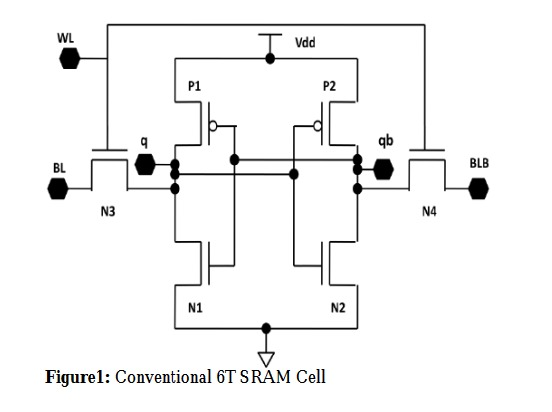 WL
Vdd
P1
P2
q
qb
BL
BLB
N3
N4
N1
N2
Figure1: Conventional 6T SRAM Cell